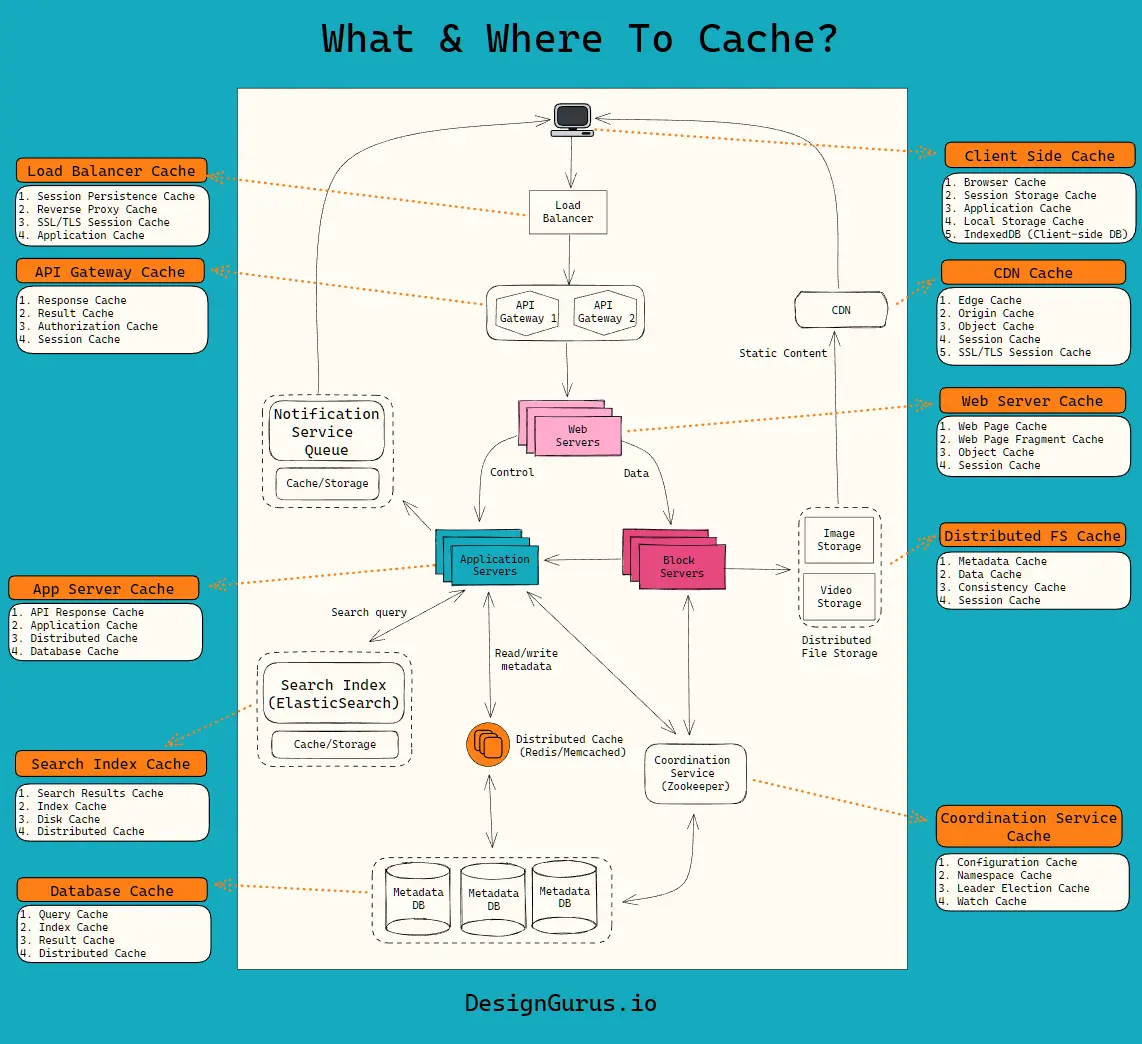 What & Where To Cache?
Load Balancer Cache
1. Session Persistence Cache
2. Reverse Proxy Cache
3. SSL/TLS Session Cache
4. Application Cache
API Gateway Cache
1. Response Cache
2. Result Cache
3. Authorization Cache
4. Session Cache
App Server Cache
1. API Response Cache
2. Application Cache
3. Distributed Cache
4. Database Cache
Search Index Cache
1. Search Results Cache
2. Index Cache
3. Disk Cache
4. Distributed Cache
Database Cache
1. Query Cache
2. Index Cache
3. Result Cache
4. Distributed Cache
Load
Balancer
API
Gateway 1
API
Gateway 2
CDN
Static Content
Notification
Service
Queue
Cache/Storage
Web
Servers
Control
Data
Application
Servers
Block
Servers
Image
Storage
Video
Storage
Distributed
File Storage
Search query
Read/write
metadata
Search Index
(ElasticSearch)
Cache/Storage
Distributed Cache
(Redis/Memcached)
Coordination
Service
(Zookeeper)
Metadata
DB
Metadata
DB
Metadata
DB
Client Side Cache
1. Browser Cache
2. Session Storage Cache
3. Application Cache
4. Local Storage Cache
5. IndexedDB (Client-side DB)
CDN Cache
1. Edge Cache
2. Origin Cache
3. Object Cache
4. Session Cache
5. SSL/TLS Session Cache
Web Server Cache
1. Web Page Cache
2. Web Page Fragment Cache
3. Object Cache
4. Session Cache
Distributed FS Cache
1. Metadata Cache
2. Data Cache
3. Consistency Cache
4. Session Cache
Coordination Service
Cache
1. Configuration Cache
2. Namespace Cache
3. Leader Election Cache
4. Watch Cache
DesignGurus.io